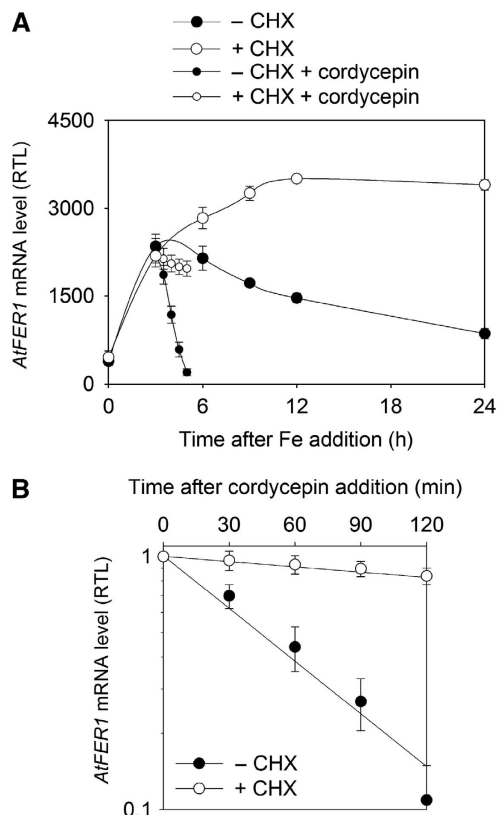 A
– CHX
+ CHX
– CHX + cordycepin
+ CHX + cordycepin
AtFER1 mRNA level (RTL)
4500
3000
1500
0
0 6 12 18 24
Time after Fe addition (h)
B
Time after cordycepin addition (min)
0 30 60 90 120
AtFER1 mRNA level (RTL)
1
0.1
– CHX
+ CHX